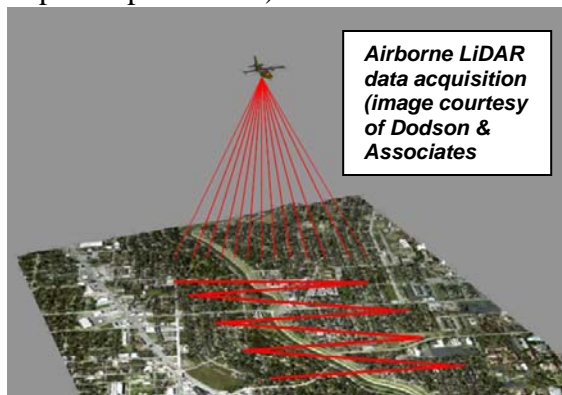 Airborne LiDAR
data acquisition
(image courtesy
of Dodson &
Associates